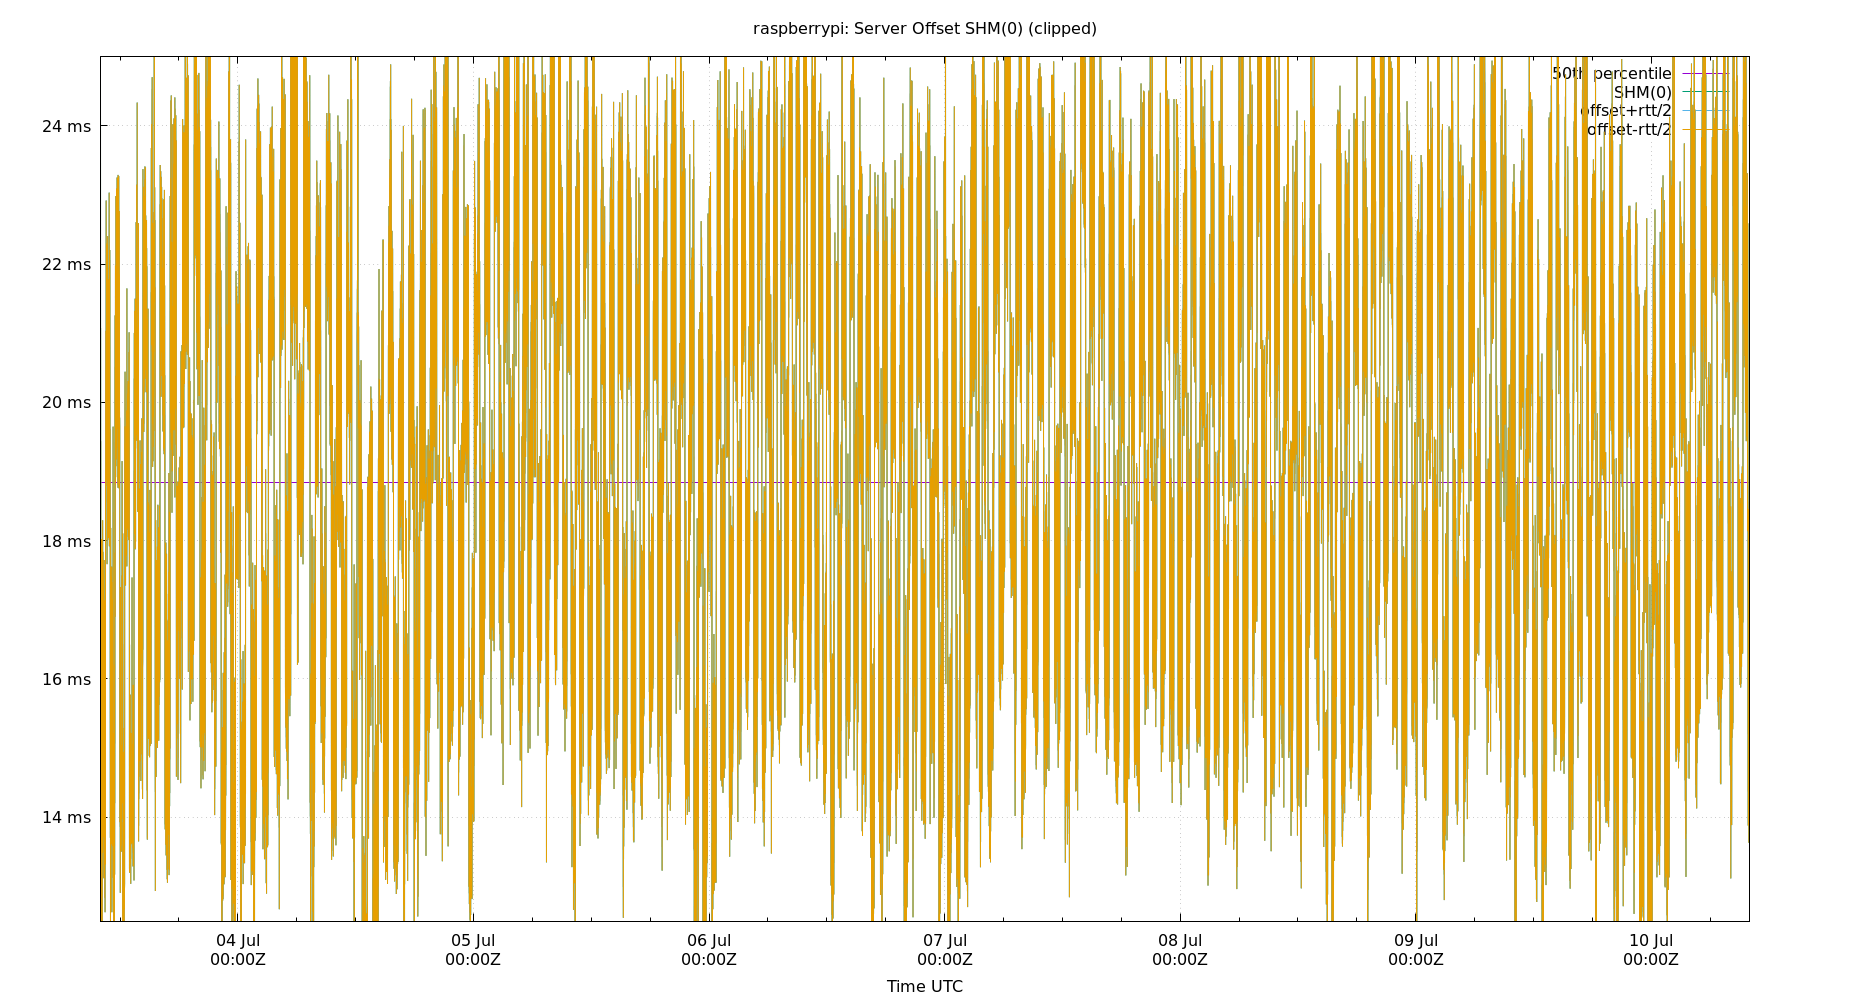 raspberrypi: Server Offset SHM(0) (clipped)
50th percentile
SHM(0)
offset+rtt/2
offset-rtt/2
24 ms
22 ms
20 ms
18 ms
16 ms
14 ms
04 Jul 05 Jul 06 Jul 07 Jul 08 Jul 09 Jul 10 Jul
00:00Z 00:00Z 00:00Z 00:00Z 00:00Z 00:00Z 00:00Z
Time UTC